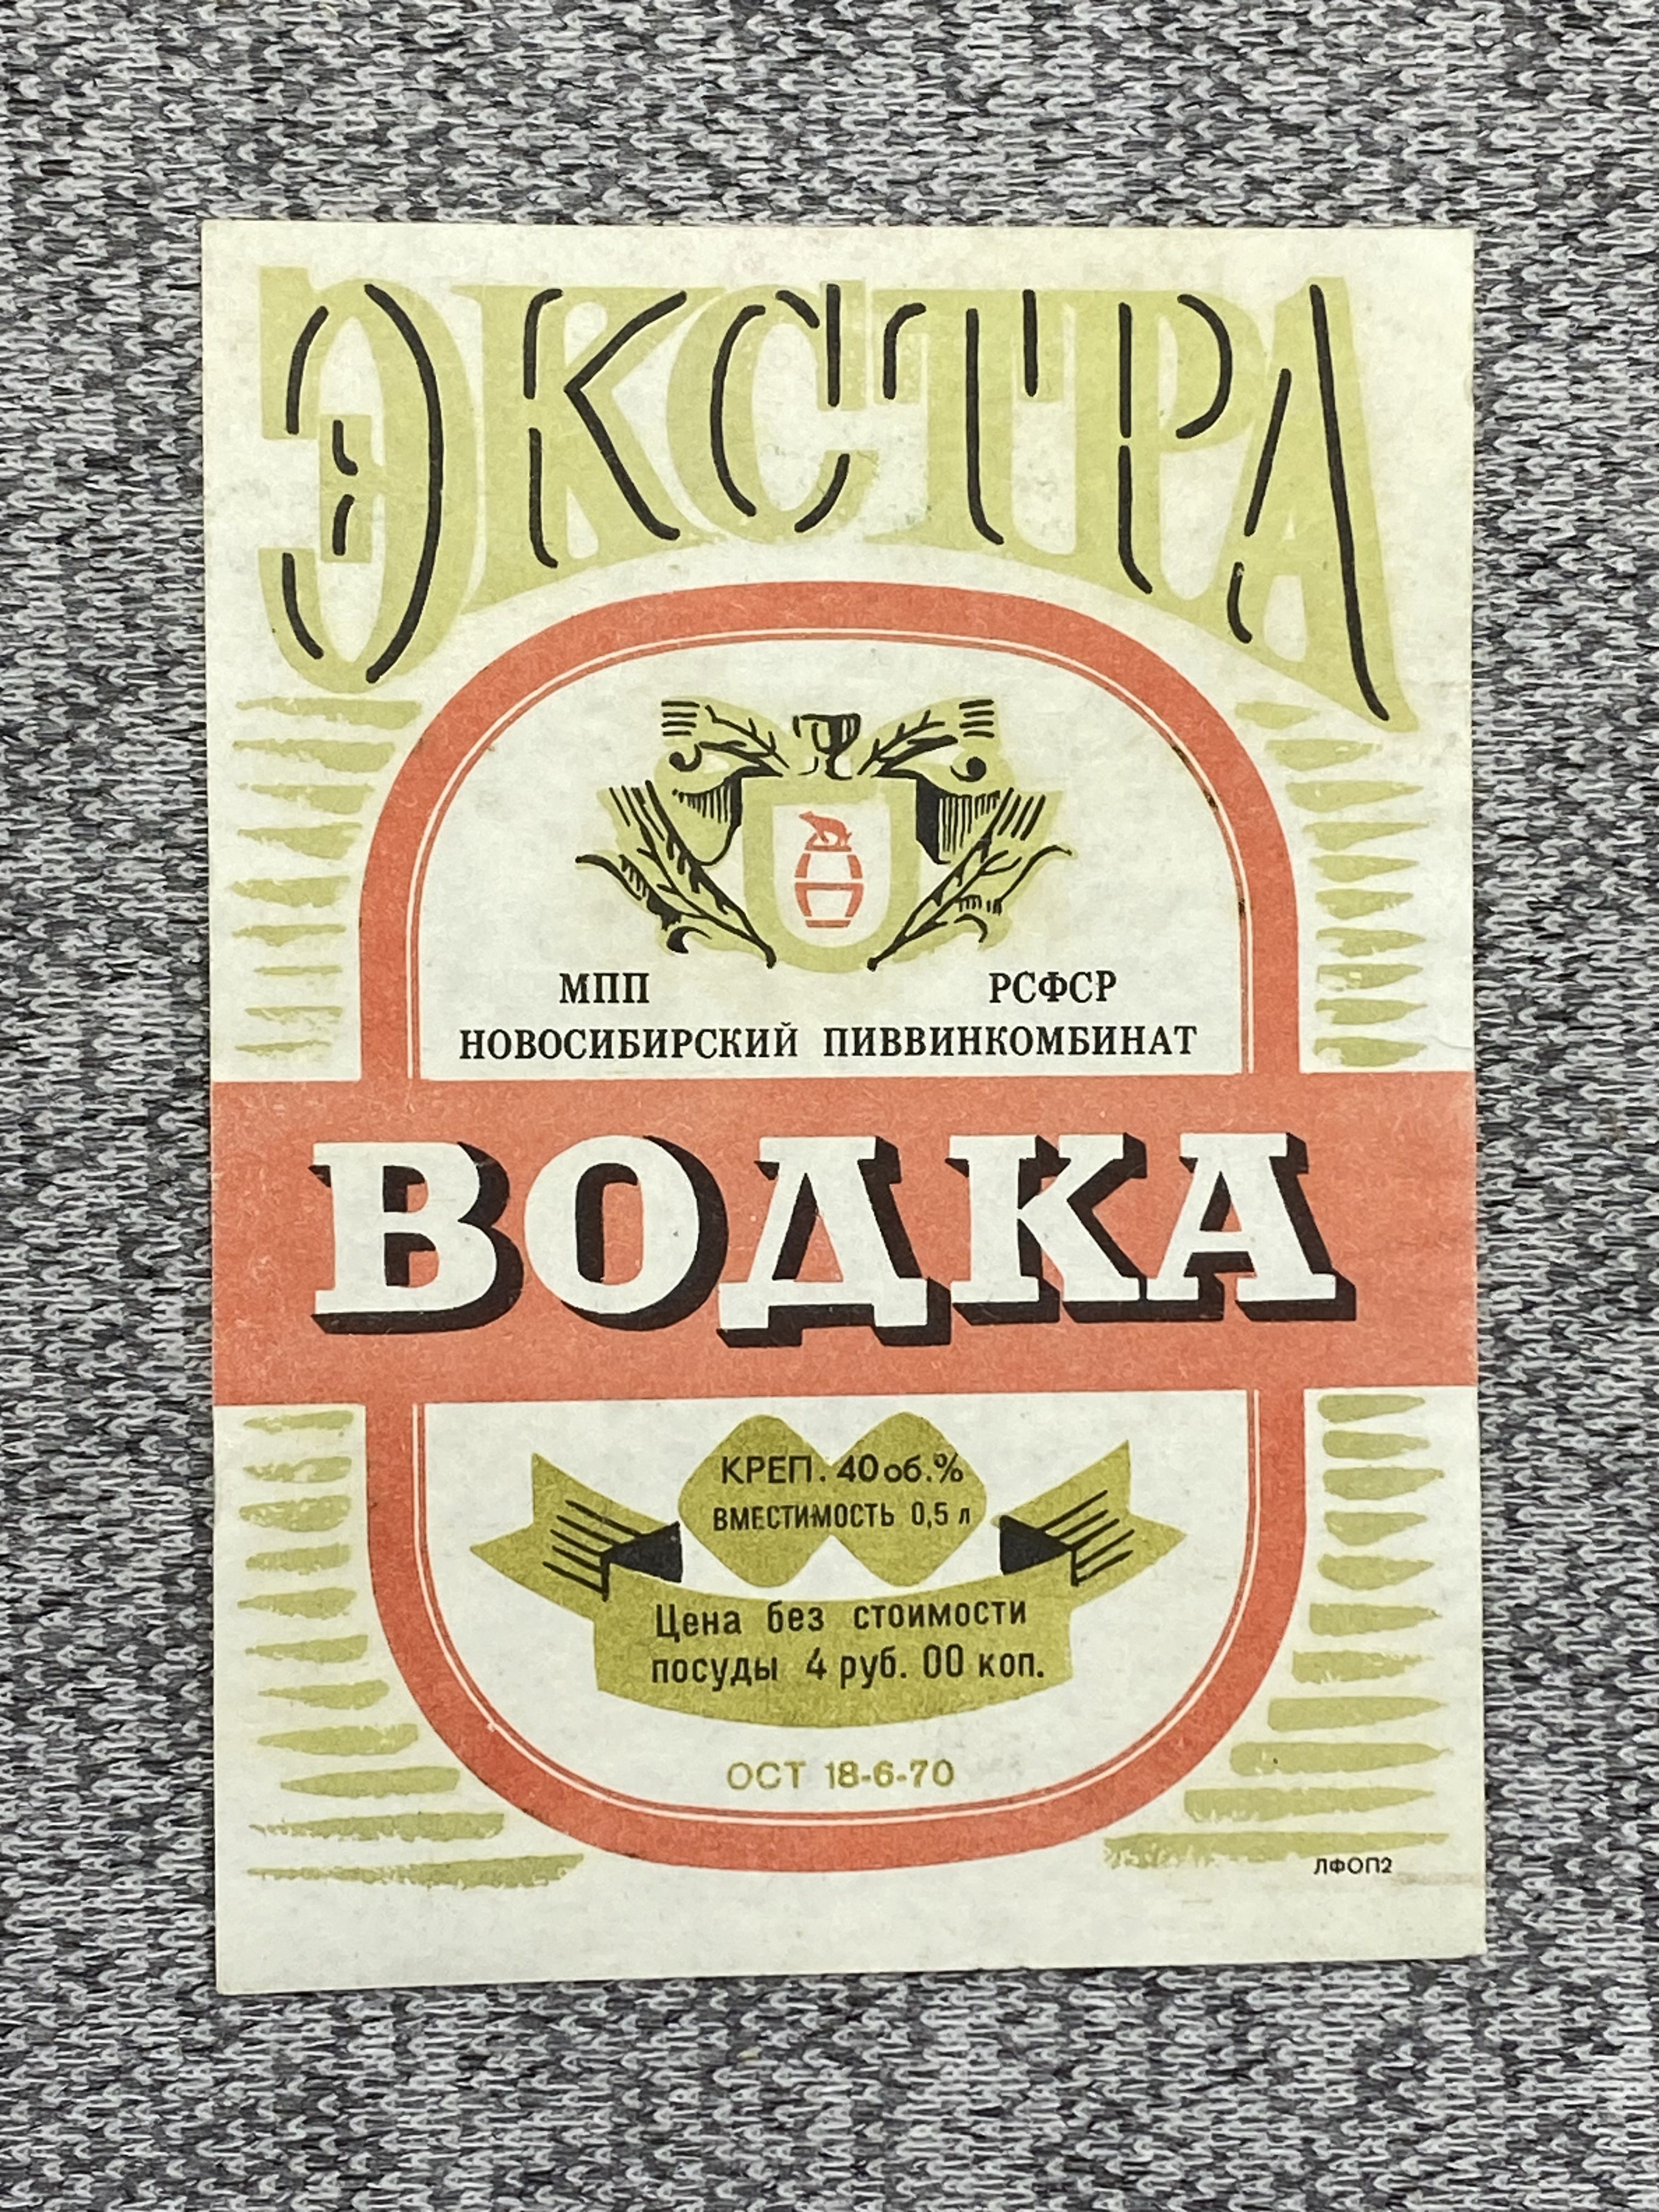 ЭКСТРА
МПП РСФСР
НОВОСИБИРСКИЙ ПИВВИНКОМБИНАТ
ВОДКА
КРЕП. 40 об.%
ВМЕСТИМОСТЬ 0,5 л
Цена без стоимости
посуды 4 руб. 00 коп.
ОСТ 18-6-70
ЛФОП2